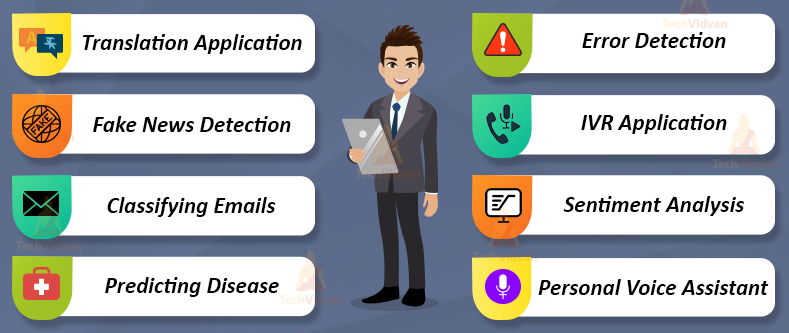 Translation Application
Fake News Detection
FAKE
Classifying Emails
Predicting Disease
TechVidvan
Error Detection
IVR Application
Sentiment Analysis
Personal Voice Assistant